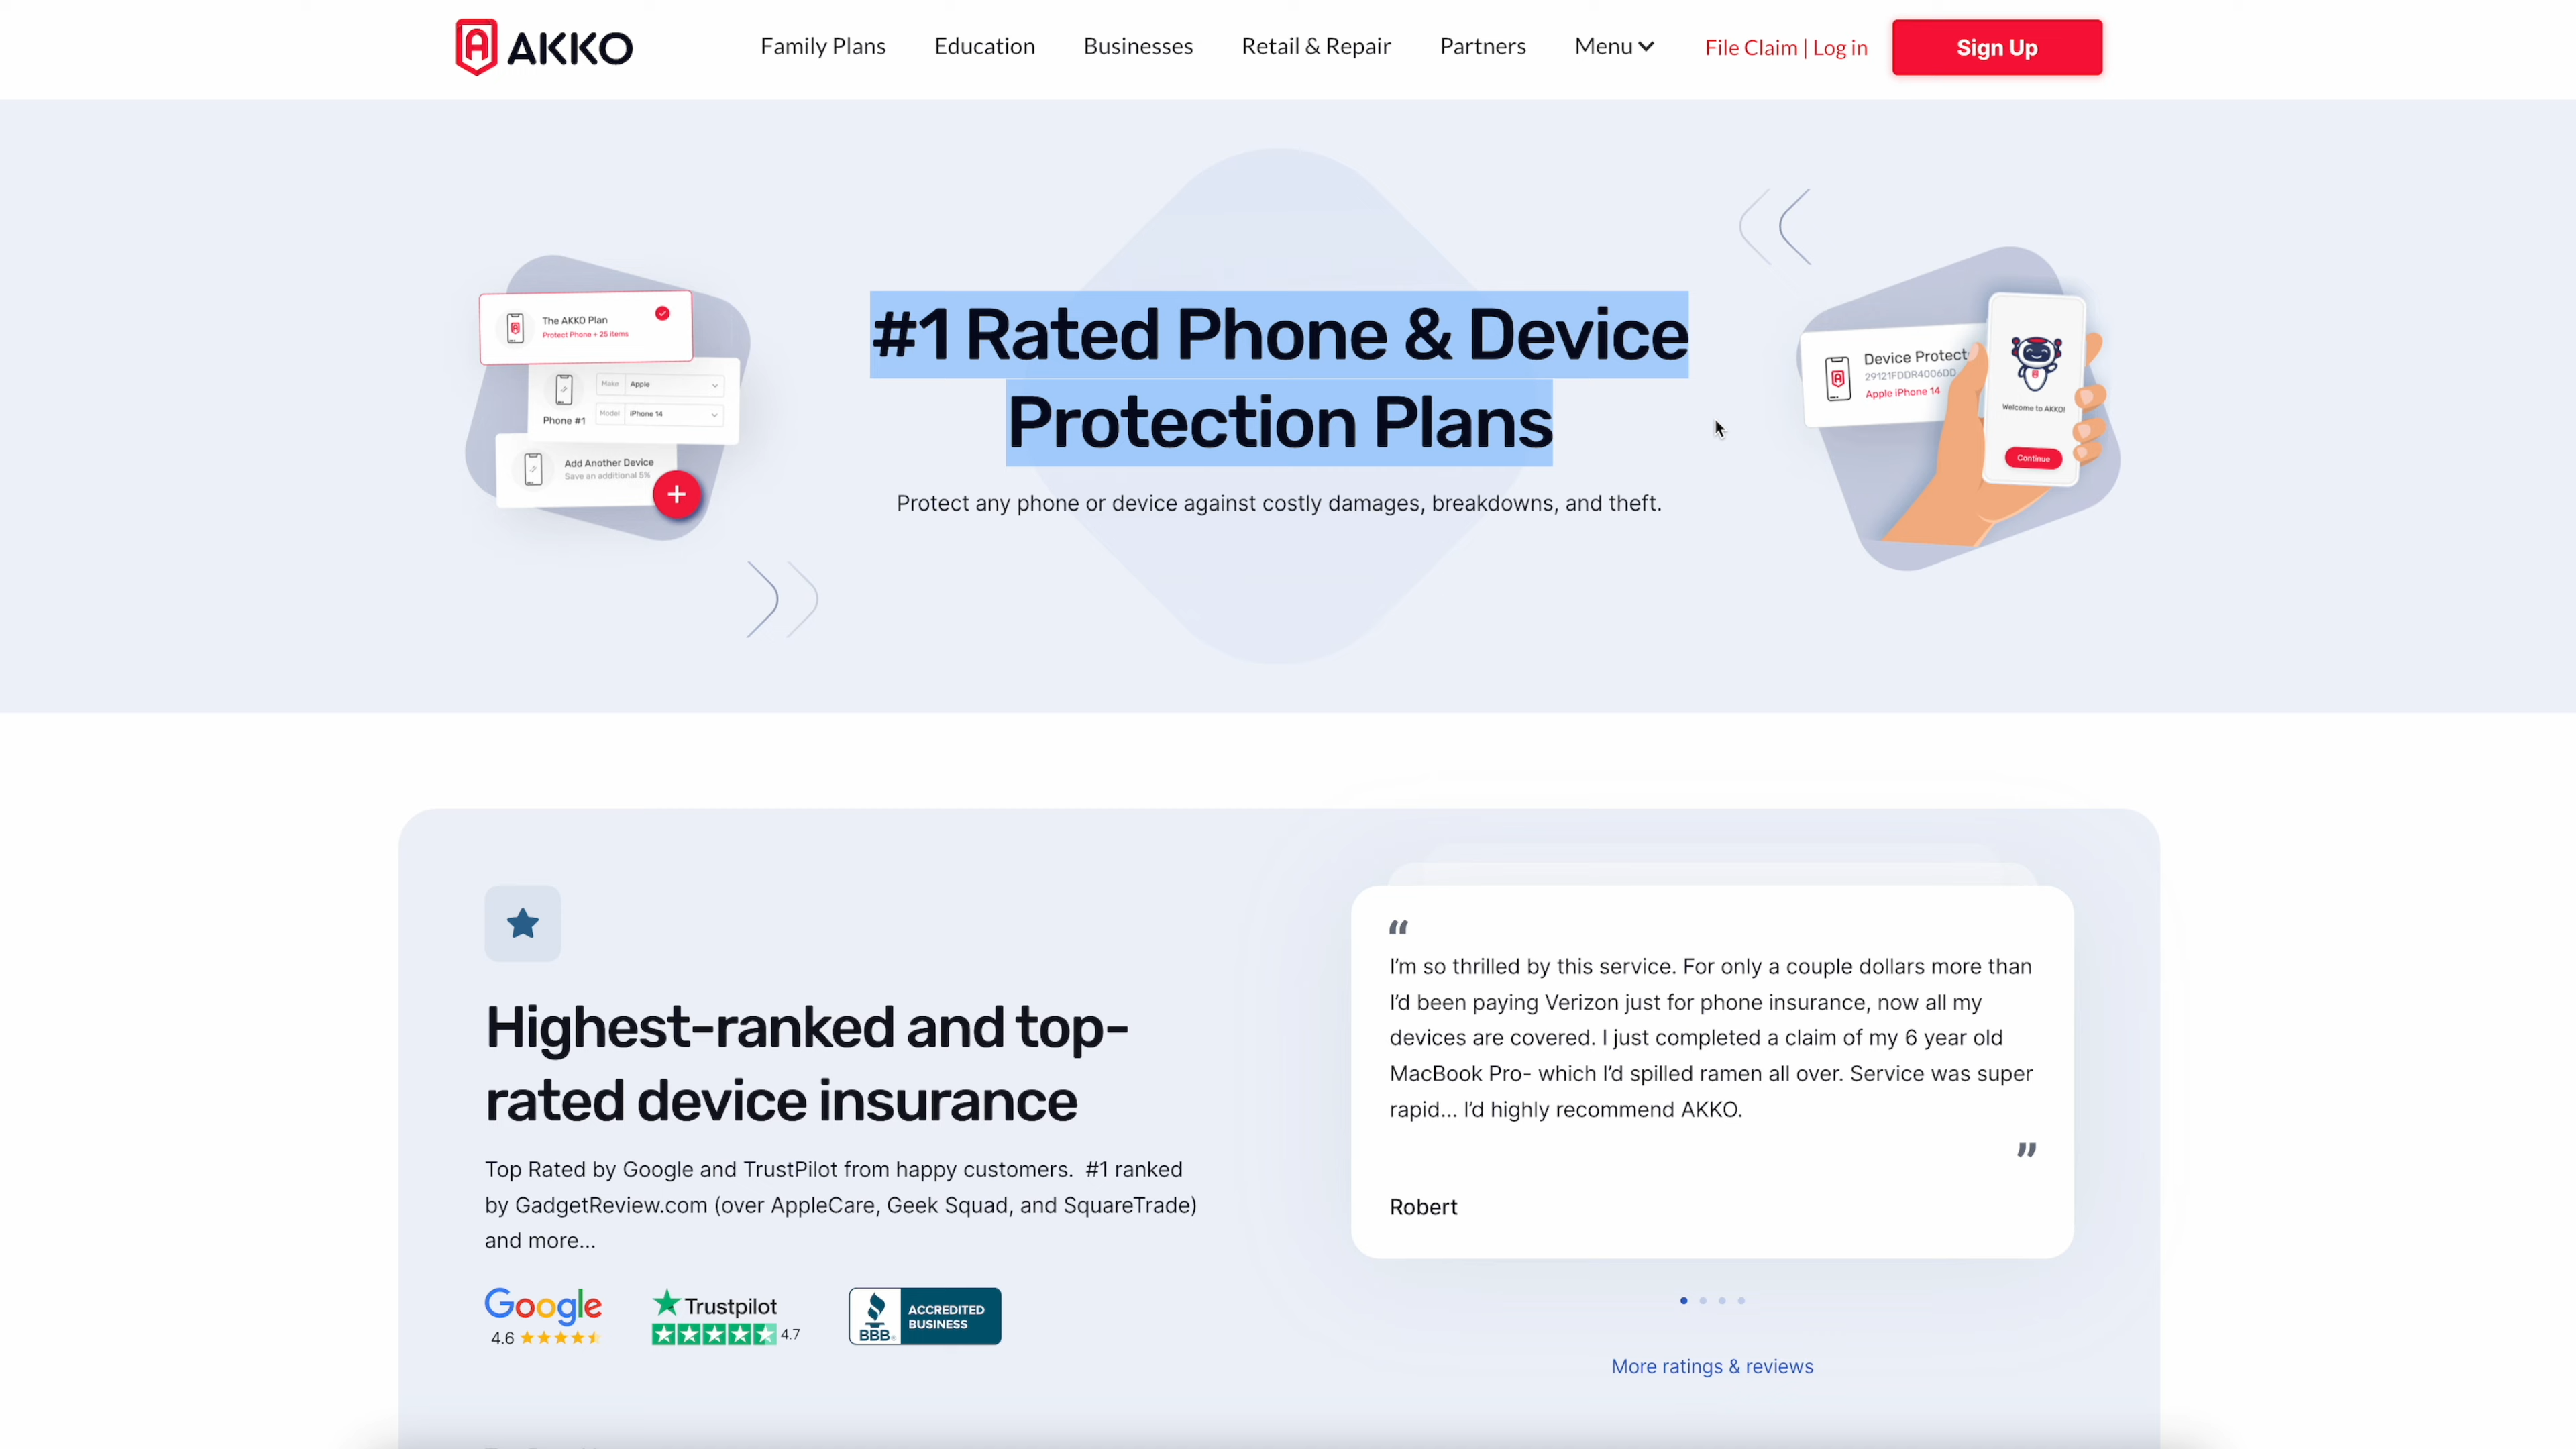 AKKO
Family Plans
Education
Businesses
Retail & Repair
Partners
Menu
File Claim | Log in
Sign Up
The AKKO Plan
Protect Phone + 25 items
Phone #1
Make Apple
Model iPhone 14
Add Another Device
Save an additional 5%
#1 Rated Phone & Device
Protection Plans
Protect any phone or device against costly damages, breakdowns, and theft.
Device Protect
29121FDDR4006DD
Apple iPhone 14
Welcome to AKKO!
Continue
Highest-ranked and top-
rated device insurance
Top Rated by Google and TrustPilot from happy customers.  #1 ranked
by GadgetReview.com (over AppleCare, Geek Squad, and SquareTrade)
and more...
Google
4.6
Trustpilot
4.7
BBB
ACCREDITED
BUSINESS
“
I’m so thrilled by this service. For only a couple dollars more than
I’d been paying Verizon just for phone insurance, now all my
devices are covered. I just completed a claim of my 6 year old
MacBook Pro- which I’d spilled ramen all over. Service was super
rapid... I’d highly recommend AKKO.
”
Robert
More ratings & reviews